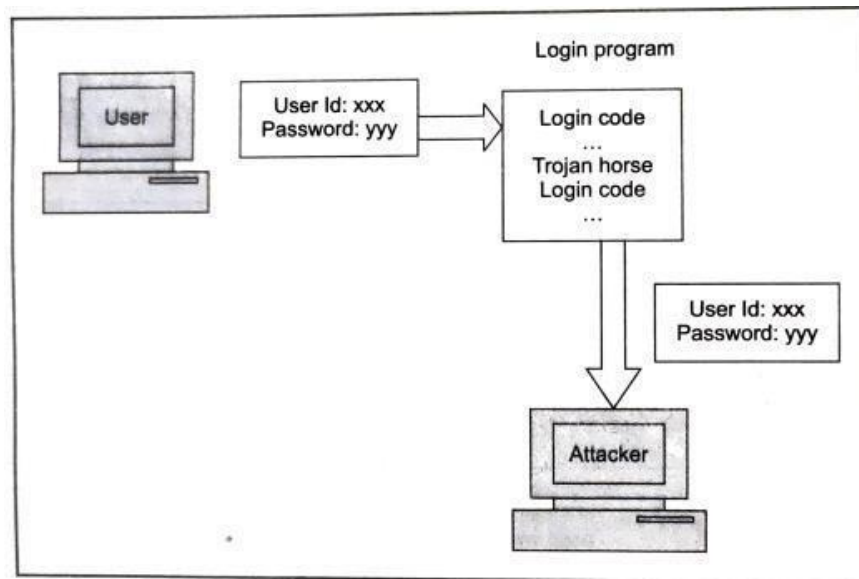 Login program
User
User Id: xxx
Password: yyy
Login code
...
Trojan horse
Login code
...
User Id: xxx
Password: yyy
Attacker